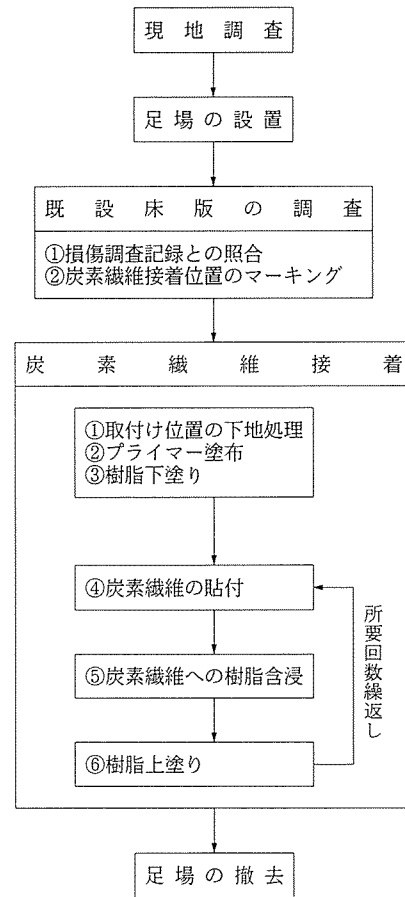 現地調査
足場の設置
既設床版の調査
①損傷調査記録との照合
②炭素繊維接着位置のマーキング
炭素繊維接着
①取付け位置の下地処理
②プライマー塗布
③樹脂下塗り
④炭素繊維の貼付
⑤炭素繊維への樹脂含浸
⑥樹脂上塗り
所要回数繰返し
足場の撤去